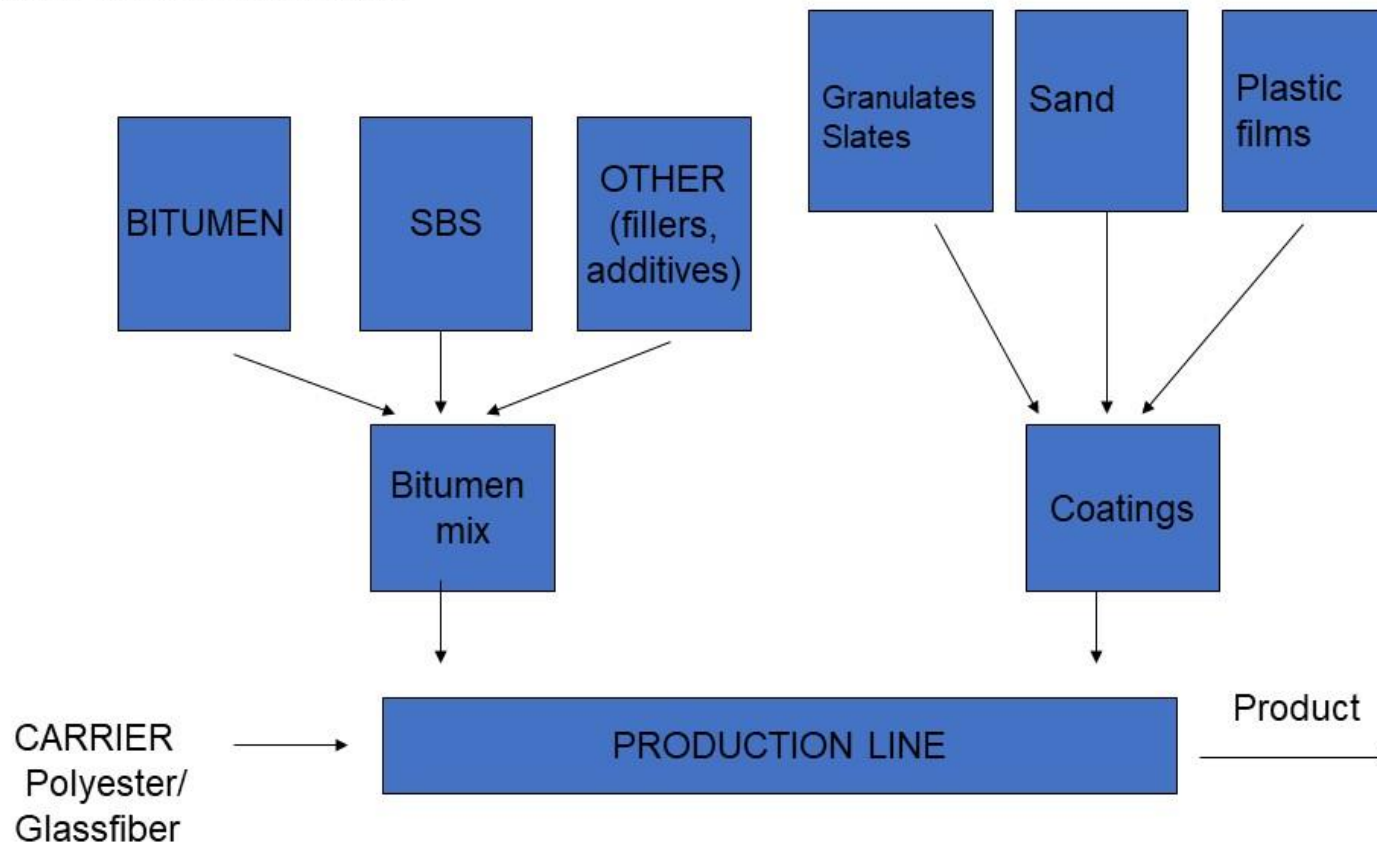 BITUMEN
SBS
OTHER
(fillers,
additives)
Granulates
Slates
Sand
Plastic
films
Bitumen
mix
Coatings
CARRIER
Polyester/
Glassfiber
PRODUCTION LINE
Product